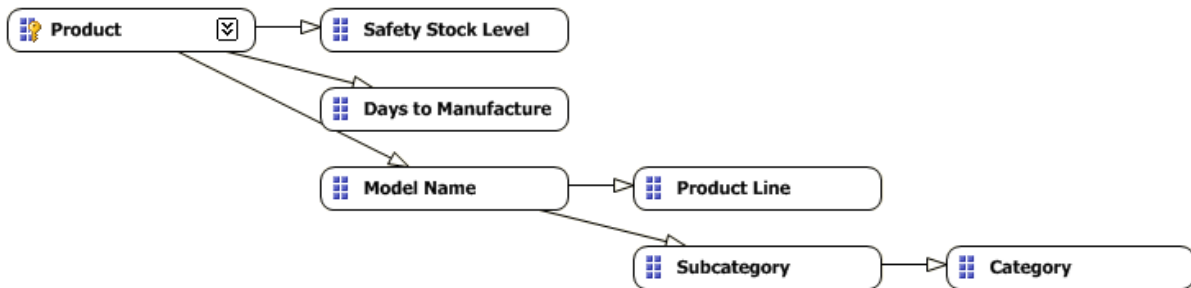 Product
Safety Stock Level
Days to Manufacture
Model Name
Product Line
Subcategory
Category